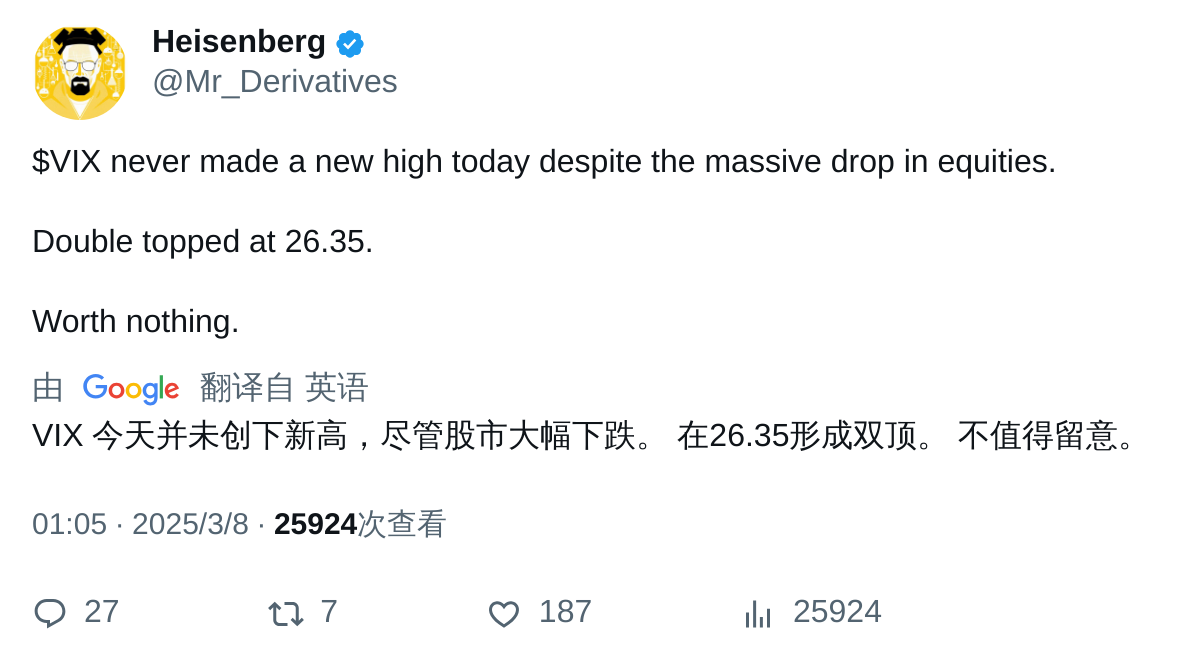 Heisenberg
@Mr_Derivatives
$VIX never made a new high today despite the massive drop in equities.
Double topped at 26.35.
Worth nothing.
由 Google 翻译自 英语
VIX 今天并未创下新高，尽管股市大幅下跌。 在26.35形成双顶。 不值得留意。
01:05 · 2025/3/8 · 25924次查看
27 7 187 25924